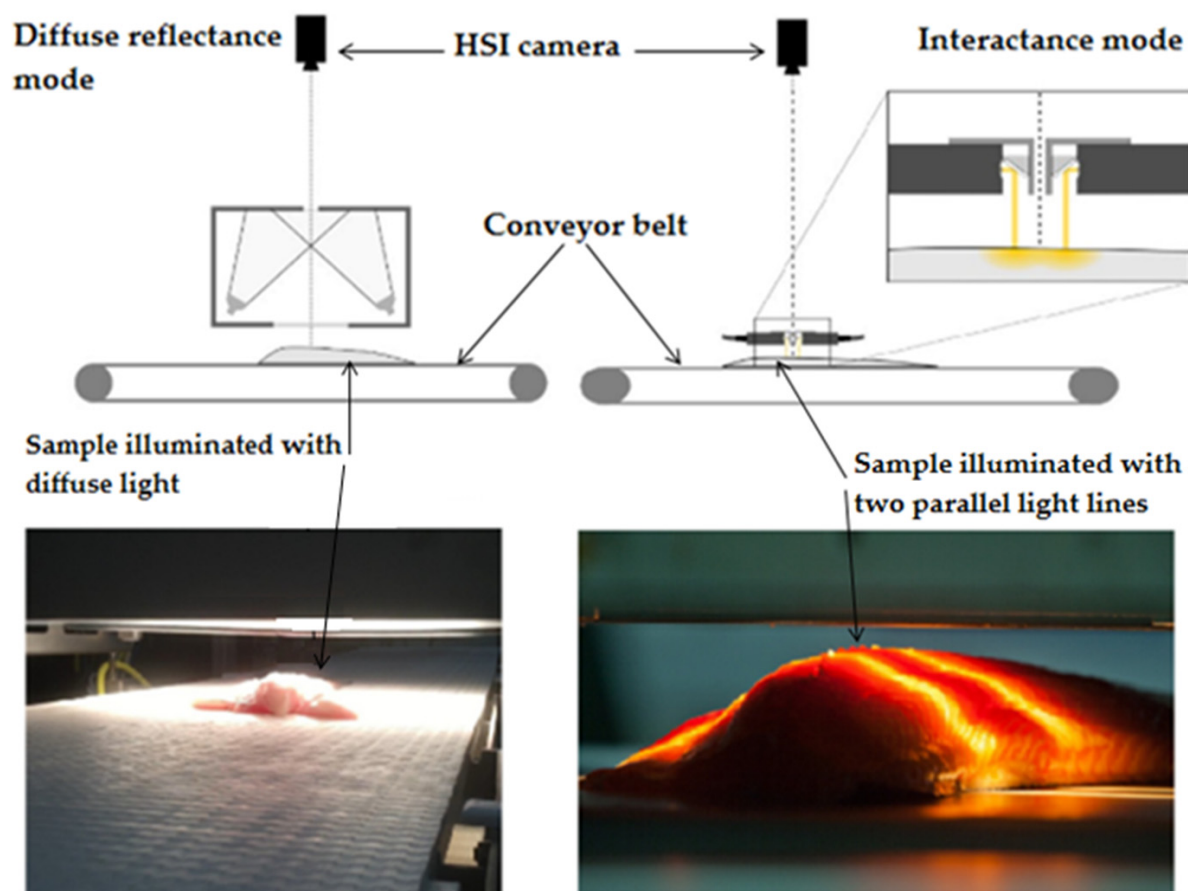 Diffuse reflectance
mode
HSI camera
Interactance mode
Conveyor belt
Sample illuminated with
diffuse light
Sample illuminated with
two parallel light lines